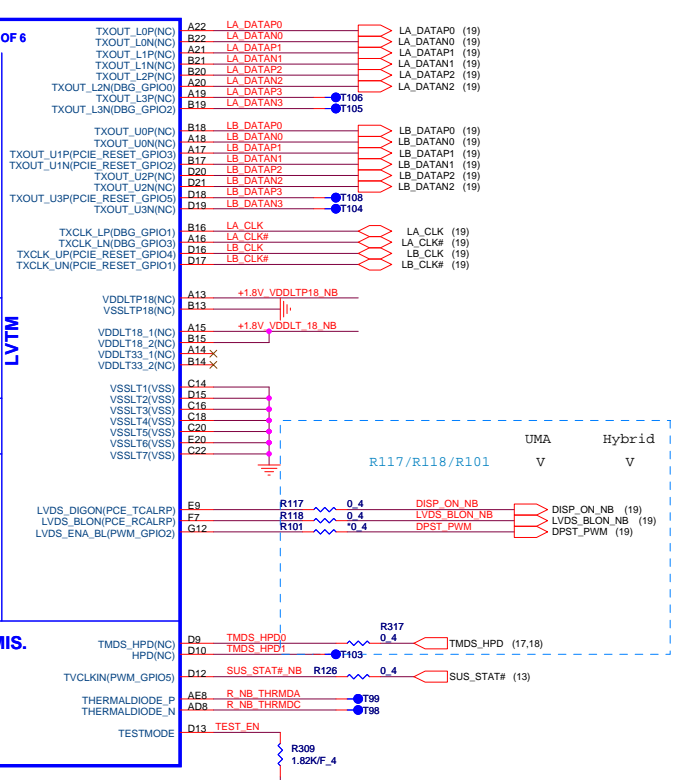 OF 6
TXOUT_L0P(NC) A22 LA_DATAP0 LA_DATAP0 (19)
TXOUT_L0N(NC) B22 LA_DATAN0 LA_DATAN0 (19)
TXOUT_L1P(NC) A21 LA_DATAP1 LA_DATAP1 (19)
TXOUT_L1N(NC) B21 LA_DATAN1 LA_DATAN1 (19)
TXOUT_L2P(NC) B20 LA_DATAP2 LA_DATAP2 (19)
TXOUT_L2N(DBG_GPIO0) A20 LA_DATAN2 LA_DATAN2 (19)
TXOUT_L3P(NC) A19 LA_DATAP3 T106
TXOUT_L3N(DBG_GPIO2) B19 LA_DATAN3 T105
TXOUT_U0P(NC) B18 LB_DATAP0 LB_DATAP0 (19)
TXOUT_U0N(NC) A18 LB_DATAN0 LB_DATAN0 (19)
TXOUT_U1P(PCIE_RESET_GPIO3) A17 LB_DATAP1 LB_DATAP1 (19)
TXOUT_U1N(PCIE_RESET_GPIO2) B17 LB_DATAN1 LB_DATAN1 (19)
TXOUT_U2P(NC) D20 LB_DATAP2 LB_DATAP2 (19)
TXOUT_U2N(NC) D21 LB_DATAN2 LB_DATAN2 (19)
TXOUT_U3P(PCIE_RESET_GPIO5) D18 LB_DATAP3 T108
TXOUT_U3N(NC) D19 LB_DATAN3 T104
TXCLK_LP(DBG_GPIO1) B16 LA_CLK LA_CLK (19)
TXCLK_LN(DBG_GPIO3) A16 LA_CLK# LA_CLK# (19)
TXCLK_UP(PCIE_RESET_GPIO4) D16 LB_CLK LB_CLK (19)
TXCLK_UN(PCIE_RESET_GPIO1) D17 LB_CLK# LB_CLK# (19)
VDDLTP18(NC) A13 +1.8V_VDDLTP18_NB
VSSLTP18(NC) B13
LVTM
VDDLT18_1(NC) A15 +1.8V_VDDLT_18_NB
VDDLT18_2(NC) B15
VDDLT33_1(NC) A14
VDDLT33_2(NC) B14
VSSLT1(VSS) C14
VSSLT2(VSS) D15
VSSLT3(VSS) C16
VSSLT4(VSS) C18
VSSLT5(VSS) C20
VSSLT6(VSS) E20
VSSLT7(VSS) C22
UMA Hybrid
R117/R118/R101 V V
LVDS_DIGON(PCE_TCALRP) E9 R117 0_4 DISP_ON_NB DISP_ON_NB (19)
LVDS_BLON(PCE_RCALRP) F7 R118 0_4 LVDS_BLON_NB LVDS_BLON_NB (19)
LVDS_ENA_BL(PWM_GPIO2) G12 R101 *0_4 DPST_PWM DPST_PWM (19)
MIS.
R317
TMDS_HPD(NC) D9 TMDS_HPD0 0_4 TMDS_HPD (17,18)
HPD(NC) D10 TMDS_HPD1 T103
TVCLKIN(PWM_GPIO5) D12 SUS_STAT#_NB R126 0_4 SUS_STAT# (13)
THERMALDIODE_P AE8 R_NB_THRMDA T99
THERMALDIODE_N AD8 R_NB_THRMDC T98
TESTMODE D13 TEST_EN
R309
1.82K/F_4